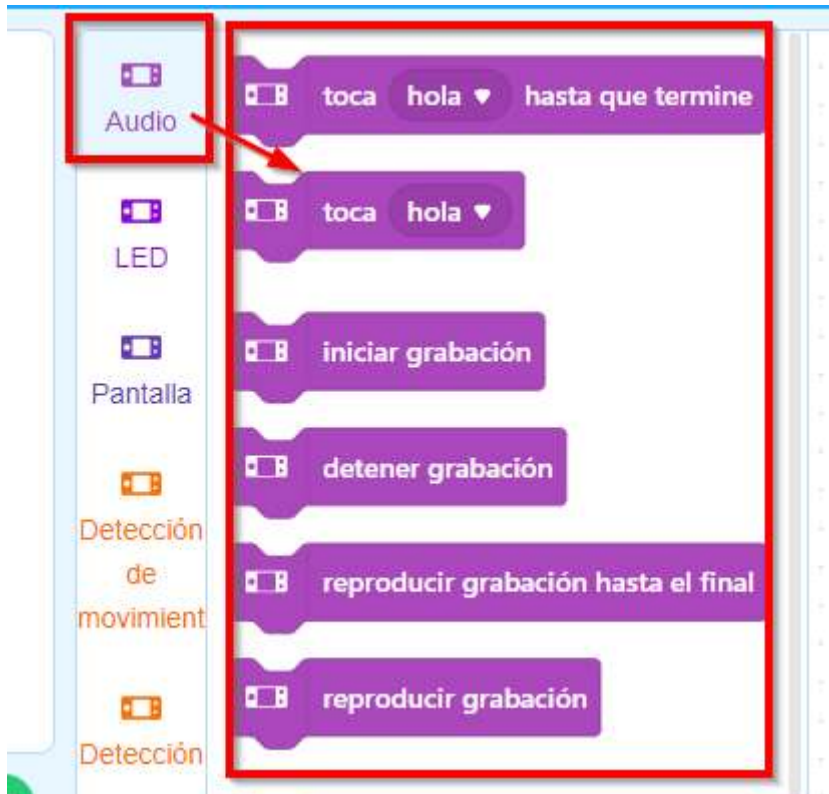 Audio
LED
Pantalla
Detección
de
movimient
Detección
toca hola hasta que termine
toca hola
iniciar grabación
detener grabación
reproducir grabación hasta el final
reproducir grabación